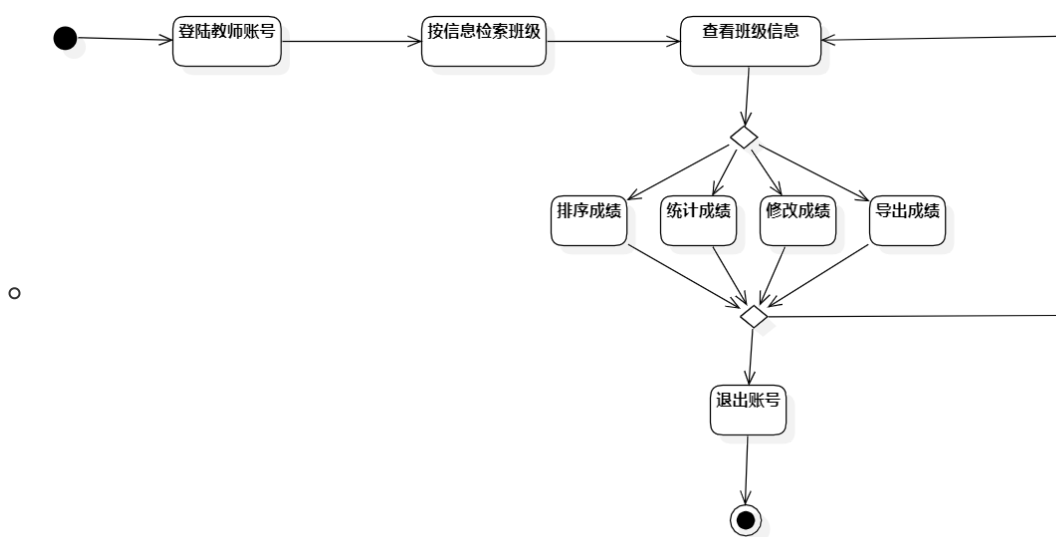 登陆教师账号
按信息检索班级
查看班级信息
排序成绩
统计成绩
修改成绩
导出成绩
退出账号